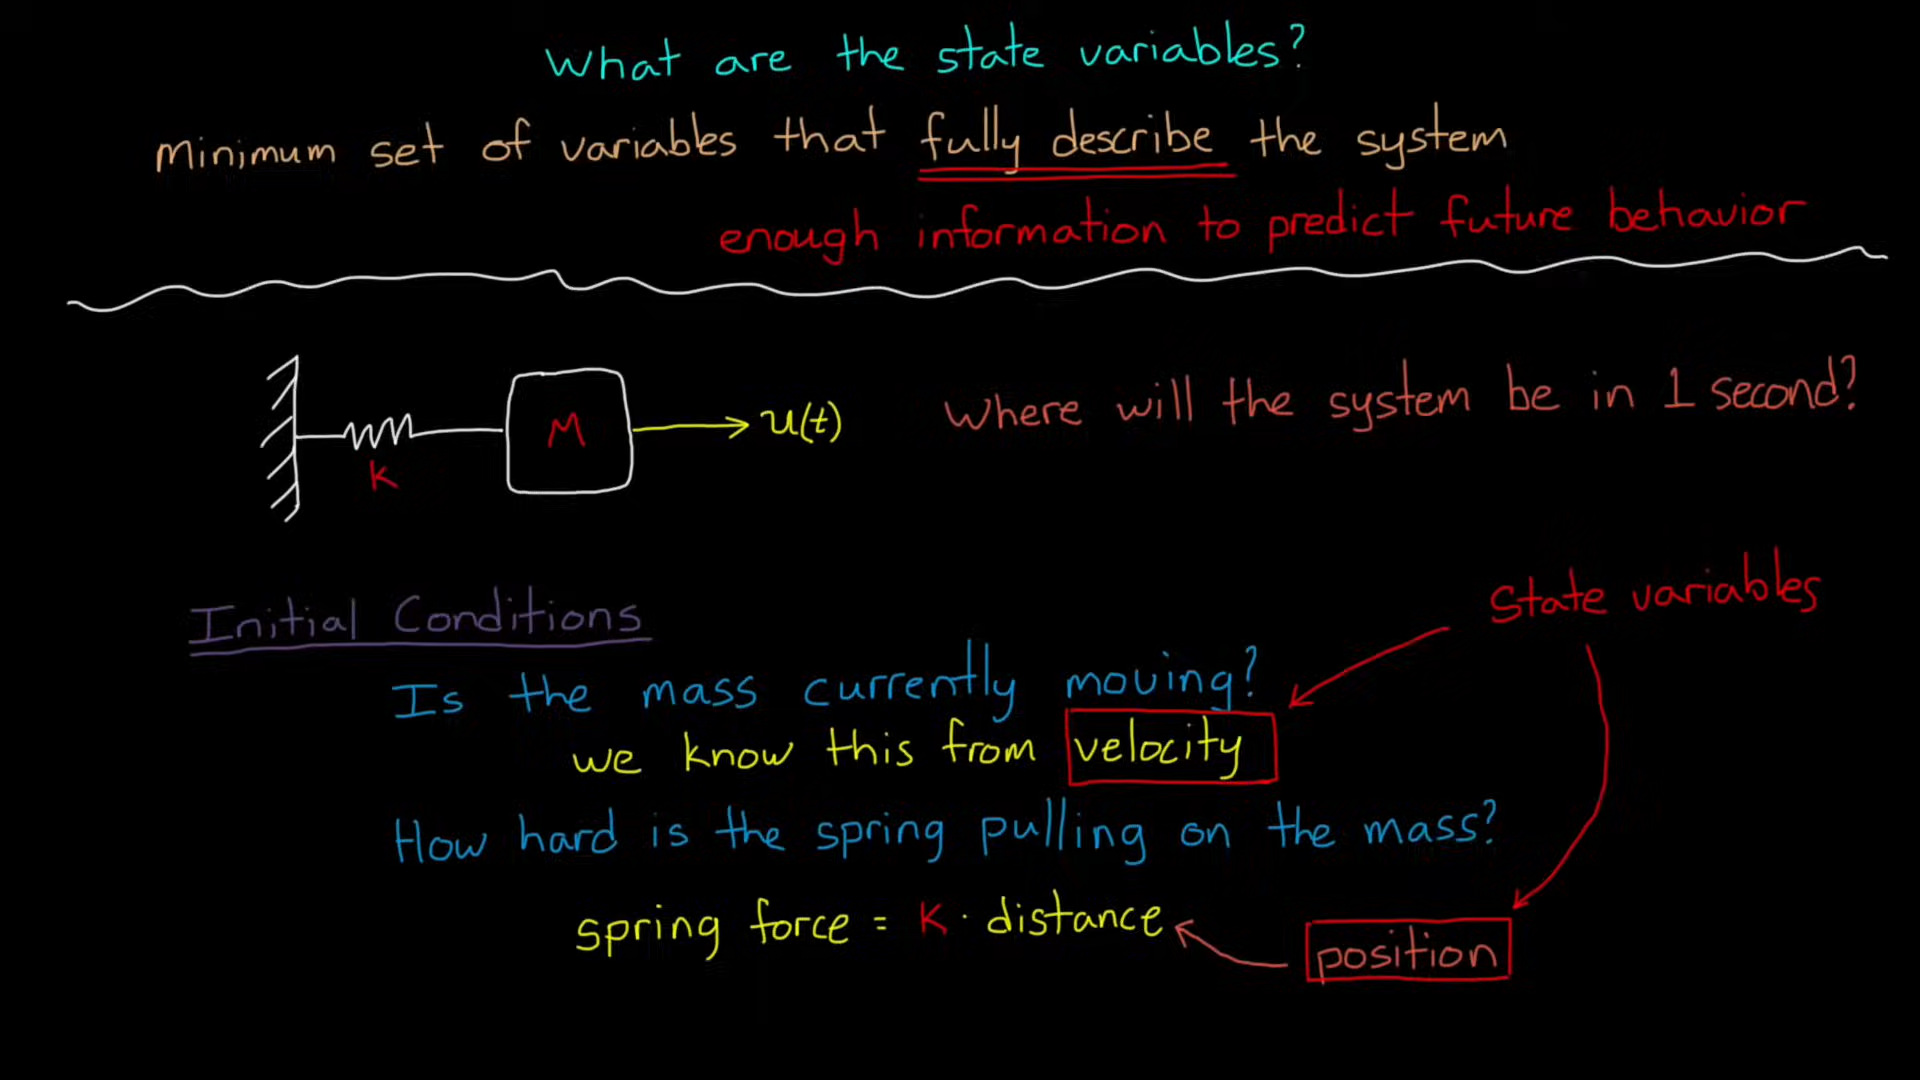 What are the state variables?
Minimum set of variables that fully describe the system
enough information to predict future behavior
K
M
u(t)
Where will the system be in 1 second?
Initial Conditions
State variables
Is the mass currently moving?
we know this from velocity
How hard is the spring pulling on the mass?
spring force = K · distance
position